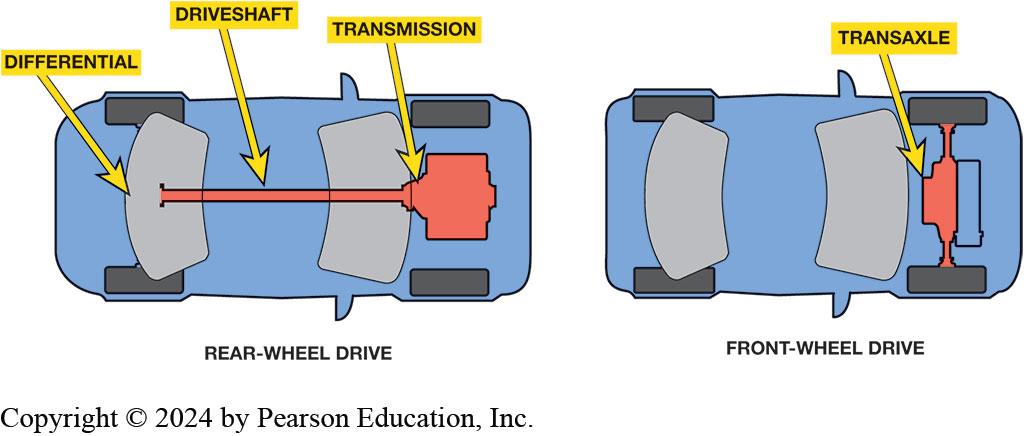 DRIVESHAFT
TRANSMISSION
DIFFERENTIAL
TRANSAXLE
REAR-WHEEL DRIVE
FRONT-WHEEL DRIVE
Copyright © 2024 by Pearson Education, Inc.